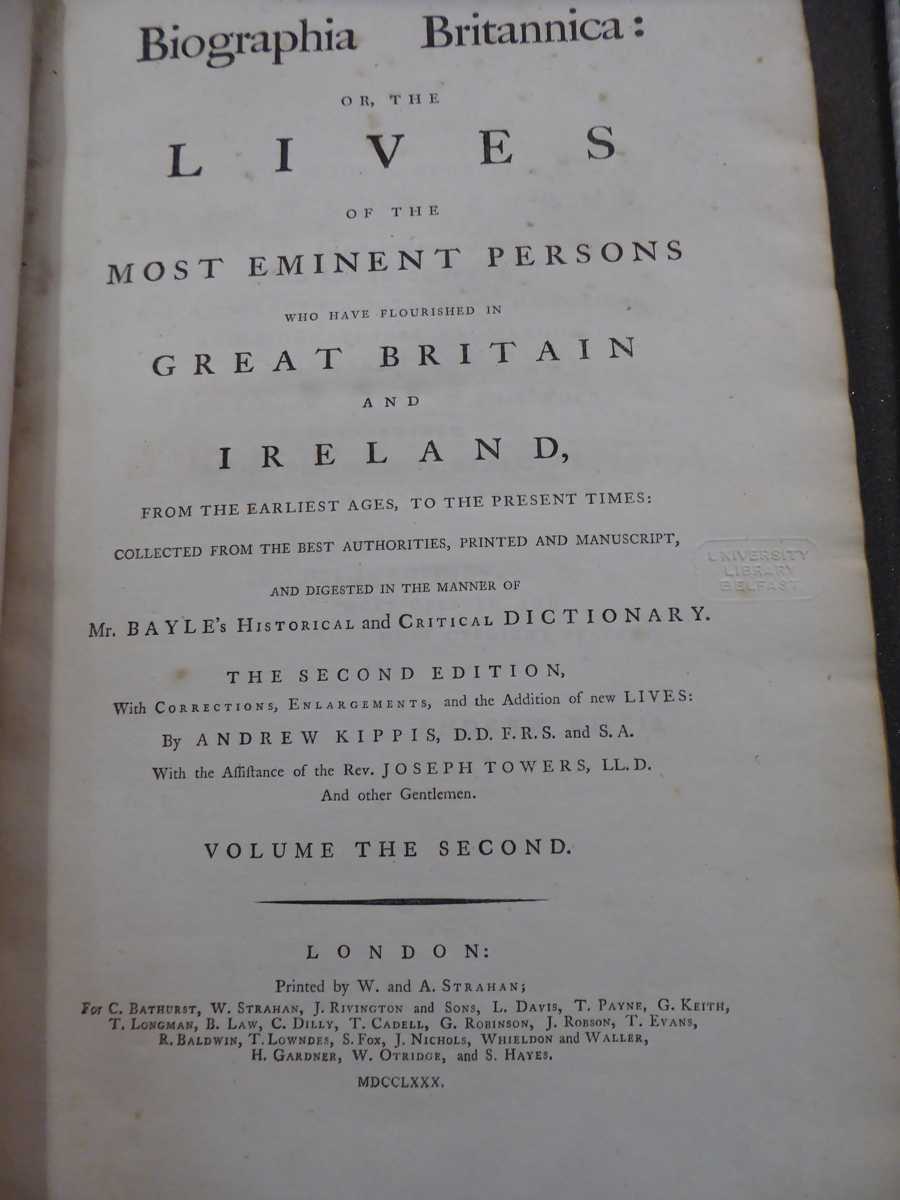 Biographia Britannica:
OR, THE
LIVES
OF THE
MOST EMINENT PERSONS
WHO HAVE FLOURISHED IN
GREAT BRITAIN
AND
IRELAND,
FROM THE EARLIEST AGES, TO THE PRESENT TIMES:
COLLECTED FROM THE BEST AUTHORITIES, PRINTED AND MANUSCRIPT,
AND DIGESTED IN THE MANNER OF
Mr. BAYLE's HISTORICAL and CRITICAL DICTIONARY.
THE SECOND EDITION,
With CORRECTIONS, ENLARGEMENTS, and the Addition of new LIVES:
By ANDREW KIPPIS, D.D. F.R.S. and S.A.
With the Aſſiſtance of the Rev. JOSEPH TOWERS, LL.D.
And other Gentlemen.
VOLUME THE SECOND.
LONDON:
Printed by W. and A. STRAHAN;
For C. BATHURST, W. STRAHAN, J. RIVINGTON and SONS, L. DAVIS, T. PAYNE, G. KEITH,
T. LONGMAN, B. LAW, C. DILLY, T. CADELL, G. ROBINSON, J. ROBSON, T. EVANS,
R. BALDWIN, T. LOWNDES, S. FOX, J. NICHOLS, WHIELDON and WALLER,
H. GARDNER, W. OTRIDGE, and S. HAYES.
MDCCLXXX.
UNIVERSITY
LIBRARY
BELFAST